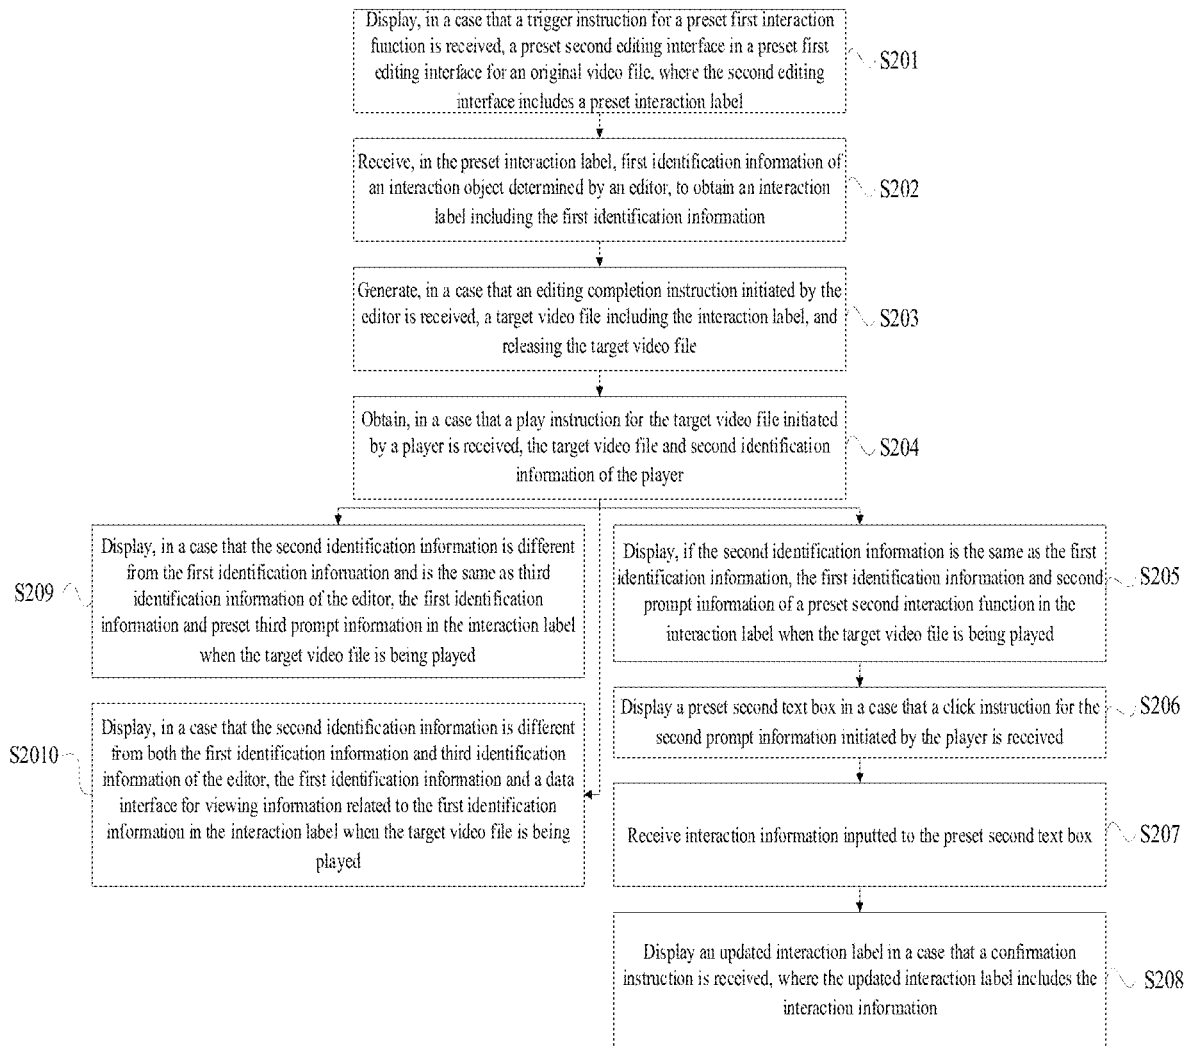 Display, in a case that a trigger instruction for a preset first interaction
function is received, a preset second editing interface in a preset first
editing interface for an original video file, where the second editing
interface includes a preset interaction label
S201
Receive, in the preset interaction label, first identification information of
an interaction object determined by an editor, to obtain an interaction
label including the first identification information
S202
Generate, in a case that an editing completion instruction initiated by the
editor is received, a target video file including the interaction label, and
releasing the target video file
S203
Obtain, in a case that a play instruction for the target video file initiated
by a player is received, the target video file and second identification
information of the player
S204
Display, in a case that the second identification information is different
from the first identification information and is the same as third
identification information of the editor, the first identification
information and preset third prompt information in the interaction label
when the target video file is being played
S209
Display, if the second identification information is the same as the first
identification information, the first identification information and second
prompt information of a preset second interaction function in the
interaction label when the target video file is being played
S205
Display a preset second text box in a case that a click instruction for the
second prompt information initiated by the player is received
S206
Display, in a case that the second identification information is different
from both the first identification information and third identification
information of the editor, the first identification information and a data
interface for viewing information related to the first identification
information in the interaction label when the target video file is being
played
S2010
Receive interaction information inputted to the preset second text box
S207
Display an updated interaction label in a case that a confirmation
instruction is received, where the updated interaction label includes the
interaction information
S208